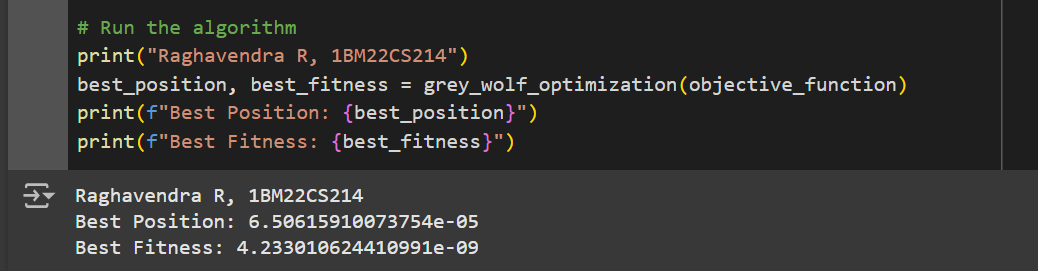 # Run the algorithm
print("Raghavendra R, 1BM22CS214")
best_position, best_fitness = grey_wolf_optimization(objective_function)
print(f"Best Position: {best_position}")
print(f"Best Fitness: {best_fitness}")
Raghavendra R, 1BM22CS214
Best Position: 6.50615910073754e-05
Best Fitness: 4.233010624410991e-09